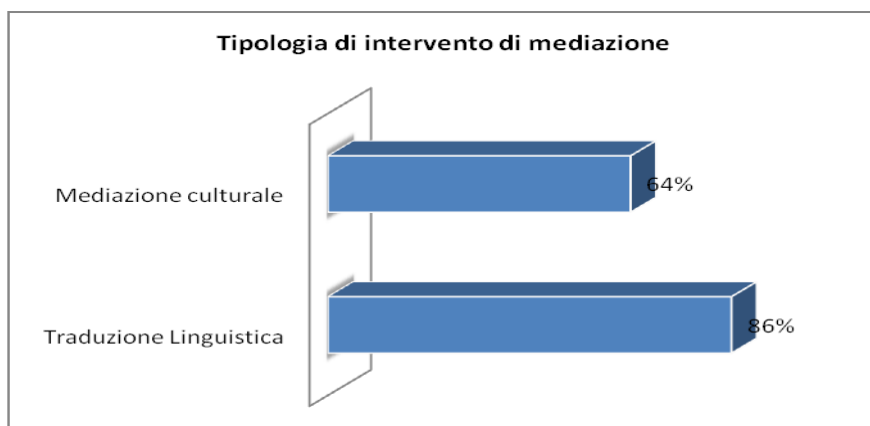 Tipologia di intervento di mediazione
Mediazione culturale
64%
Traduzione Linguistica
86%